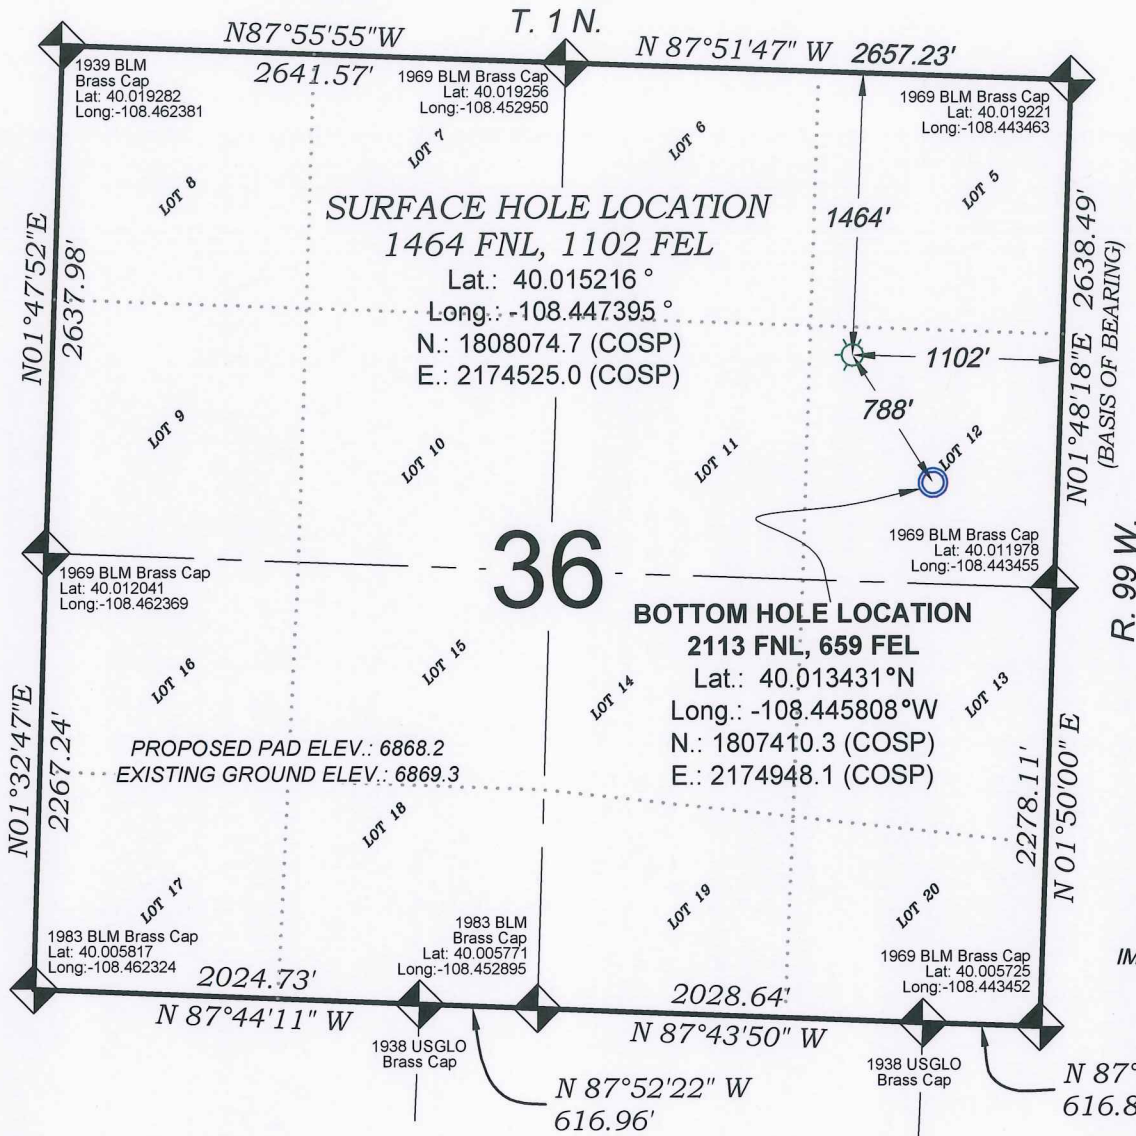 T. 1 N.
N87°55'55"W
2641.57'
N 87°51'47" W 2657.23'
1939 BLM
Brass Cap
Lat: 40.019282
Long:-108.462381
1969 BLM Brass Cap
Lat: 40.019256
Long:-108.452950
1969 BLM Brass Cap
Lat: 40.019221
Long:-108.443463
LOT 8
LOT 7
LOT 6
LOT 5
SURFACE HOLE LOCATION
1464 FNL, 1102 FEL
Lat.: 40.015216 °
Long.: -108.447395 °
N.: 1808074.7 (COSP)
E.: 2174525.0 (COSP)
1464'
1102'
788'
N01°47'52"E
2637.98'
N01°48'18"E 2638.49'
(BASIS OF BEARING)
LOT 9
LOT 10
LOT 11
LOT 12
1969 BLM Brass Cap
Lat: 40.011978
Long:-108.443455
1969 BLM Brass Cap
Lat: 40.012041
Long:-108.462369
36
R. 99 W.
BOTTOM HOLE LOCATION
2113 FNL, 659 FEL
Lat.: 40.013431°N
Long.: -108.445808°W
N.: 1807410.3 (COSP)
E.: 2174948.1 (COSP)
LOT 16
LOT 15
LOT 14
LOT 13
PROPOSED PAD ELEV.: 6868.2
EXISTING GROUND ELEV.: 6869.3
N01°32'47"E
2267.24'
2278.11'
N 01°50'00" E
LOT 18
LOT 17
LOT 19
LOT 20
1983 BLM Brass Cap
Lat: 40.005817
Long:-108.462324
1983 BLM
Brass Cap
Lat: 40.005771
Long:-108.452895
1969 BLM Brass Cap
Lat: 40.005725
Long:-108.443452
IM
2024.73'
N 87°44'11" W
2028.64'
N 87°43'50" W
1938 USGLO
Brass Cap
1938 USGLO
Brass Cap
N 87°52'22" W
616.96'
N 87°
616.8